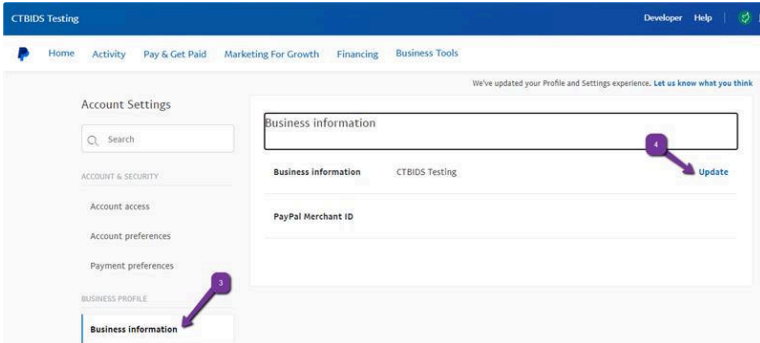 CTBIDS Testing
Developer Help
Home Activity Pay & Get Paid Marketing For Growth Financing Business Tools
We've updated your Profile and Settings experience. Let us know what you think
Account Settings
Business information
Search
4
Business information CTBIDS Testing Update
ACCOUNT & SECURITY
Account access
PayPal Merchant ID
Account preferences
Payment preferences
3
BUSINESS PROFILE
Business information